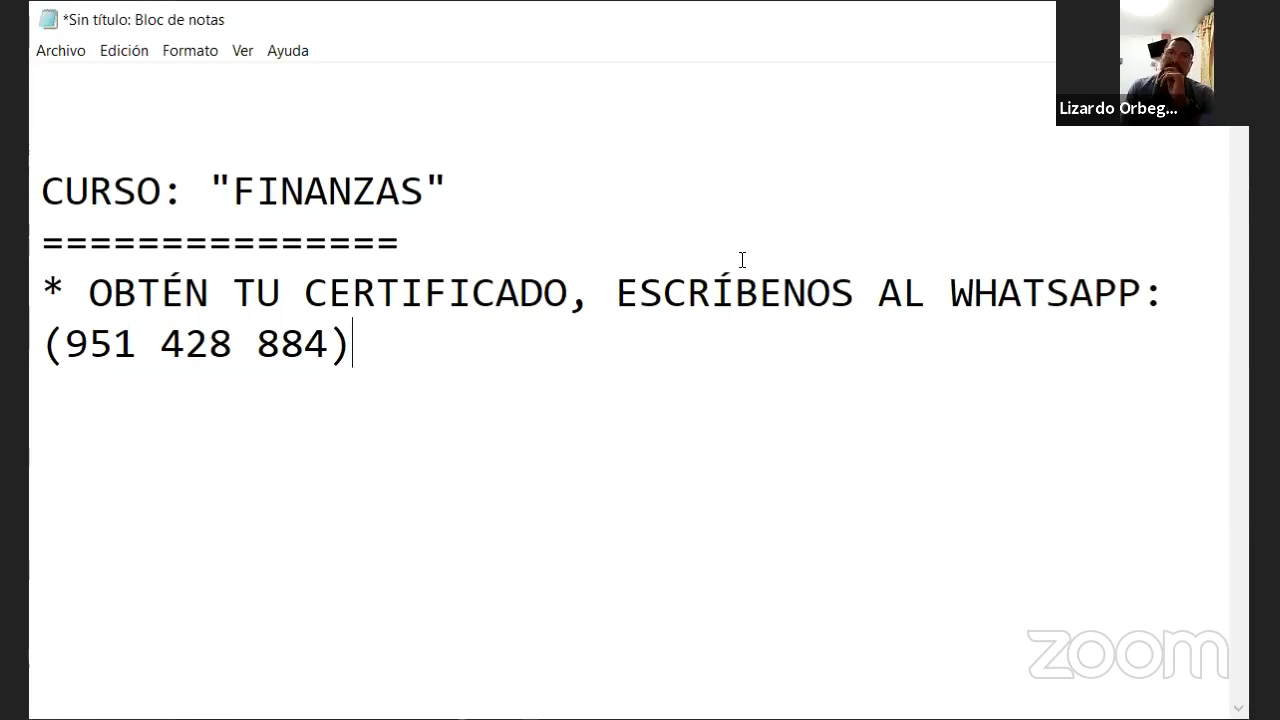 *Sin título: Bloc de notas
Archivo Edición Formato Ver Ayuda
Lizardo Orbeg...
CURSO: "FINANZAS"
===============
* OBTÉN TU CERTIFICADO, ESCRÍBENOS AL WHATSAPP:
(951 428 884)
zoom